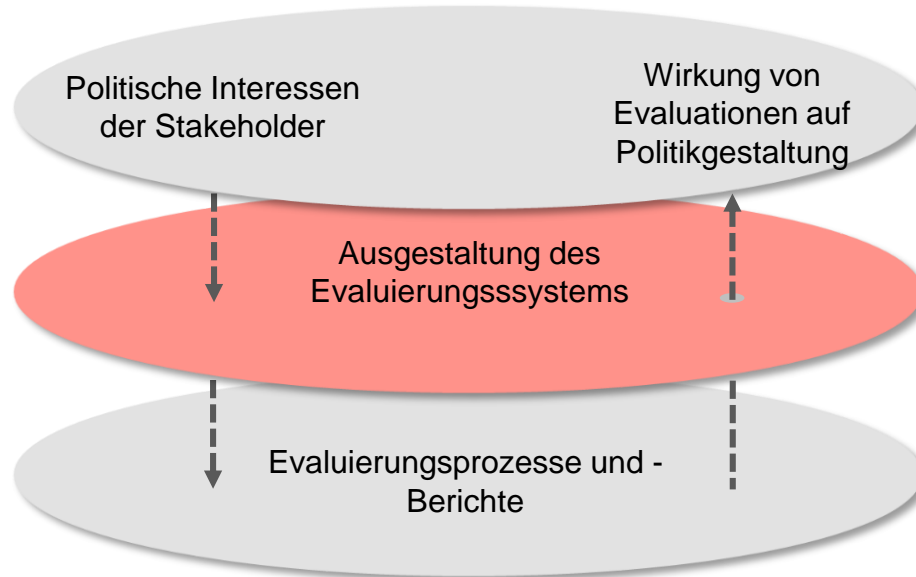 Politische Interessen
der Stakeholder
Wirkung von
Evaluationen auf
Politikgestaltung
Ausgestaltung des
Evaluierungsssystems
Evaluierungsprozesse und -
Berichte